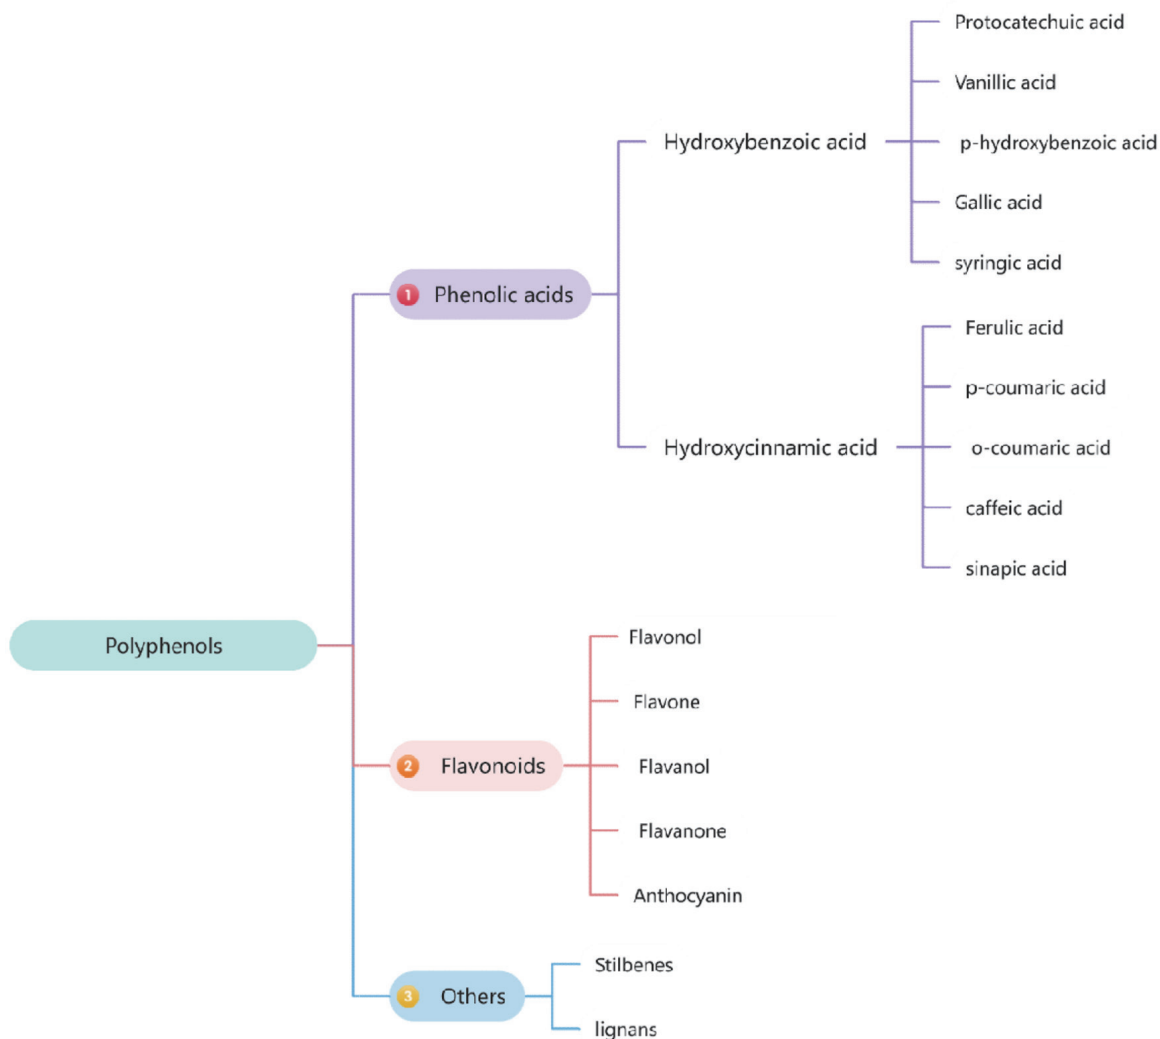 Protocatechuic acid
Vanillic acid
Hydroxybenzoic acid
p-hydroxybenzoic acid
Gallic acid
syringic acid
1 Phenolic acids
Ferulic acid
p-coumaric acid
Hydroxycinnamic acid
o-coumaric acid
caffeic acid
sinapic acid
Polyphenols
Flavonol
Flavone
2 Flavonoids
Flavanol
Flavanone
Anthocyanin
Stilbenes
3 Others
lignans